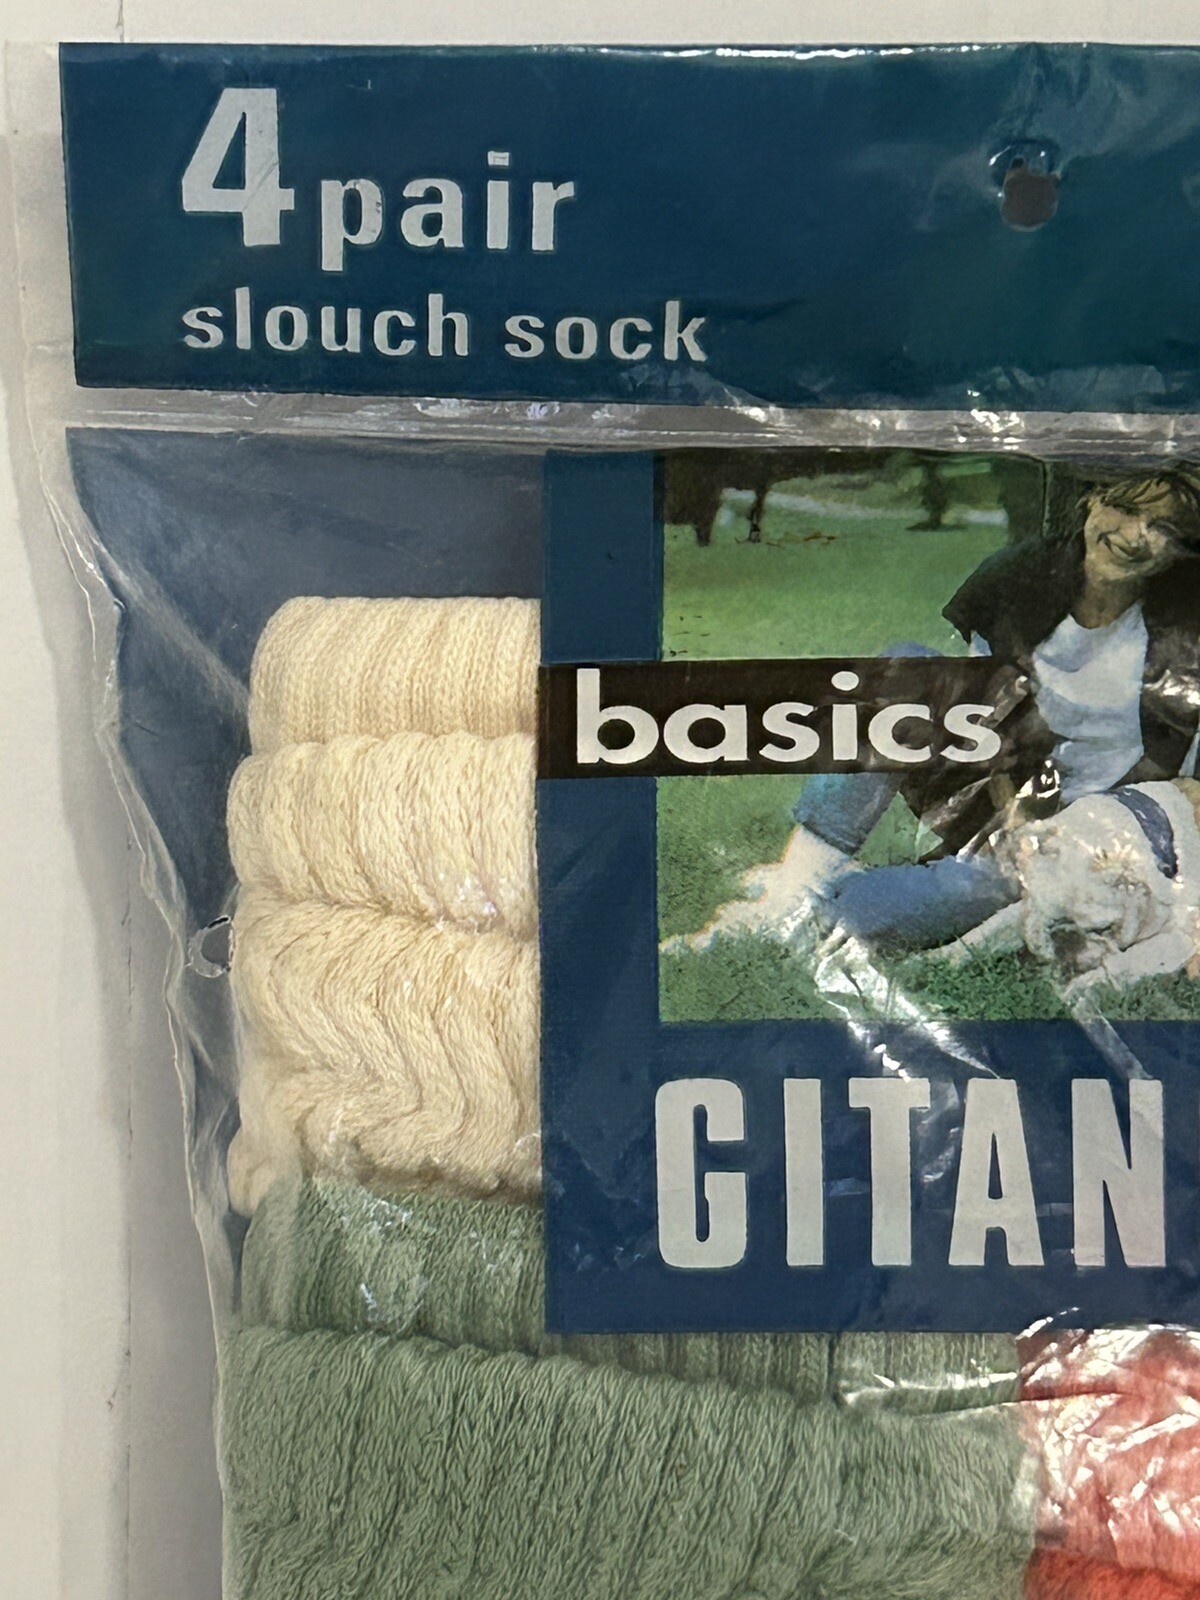 4 pair
slouch sock
basics
GITAN